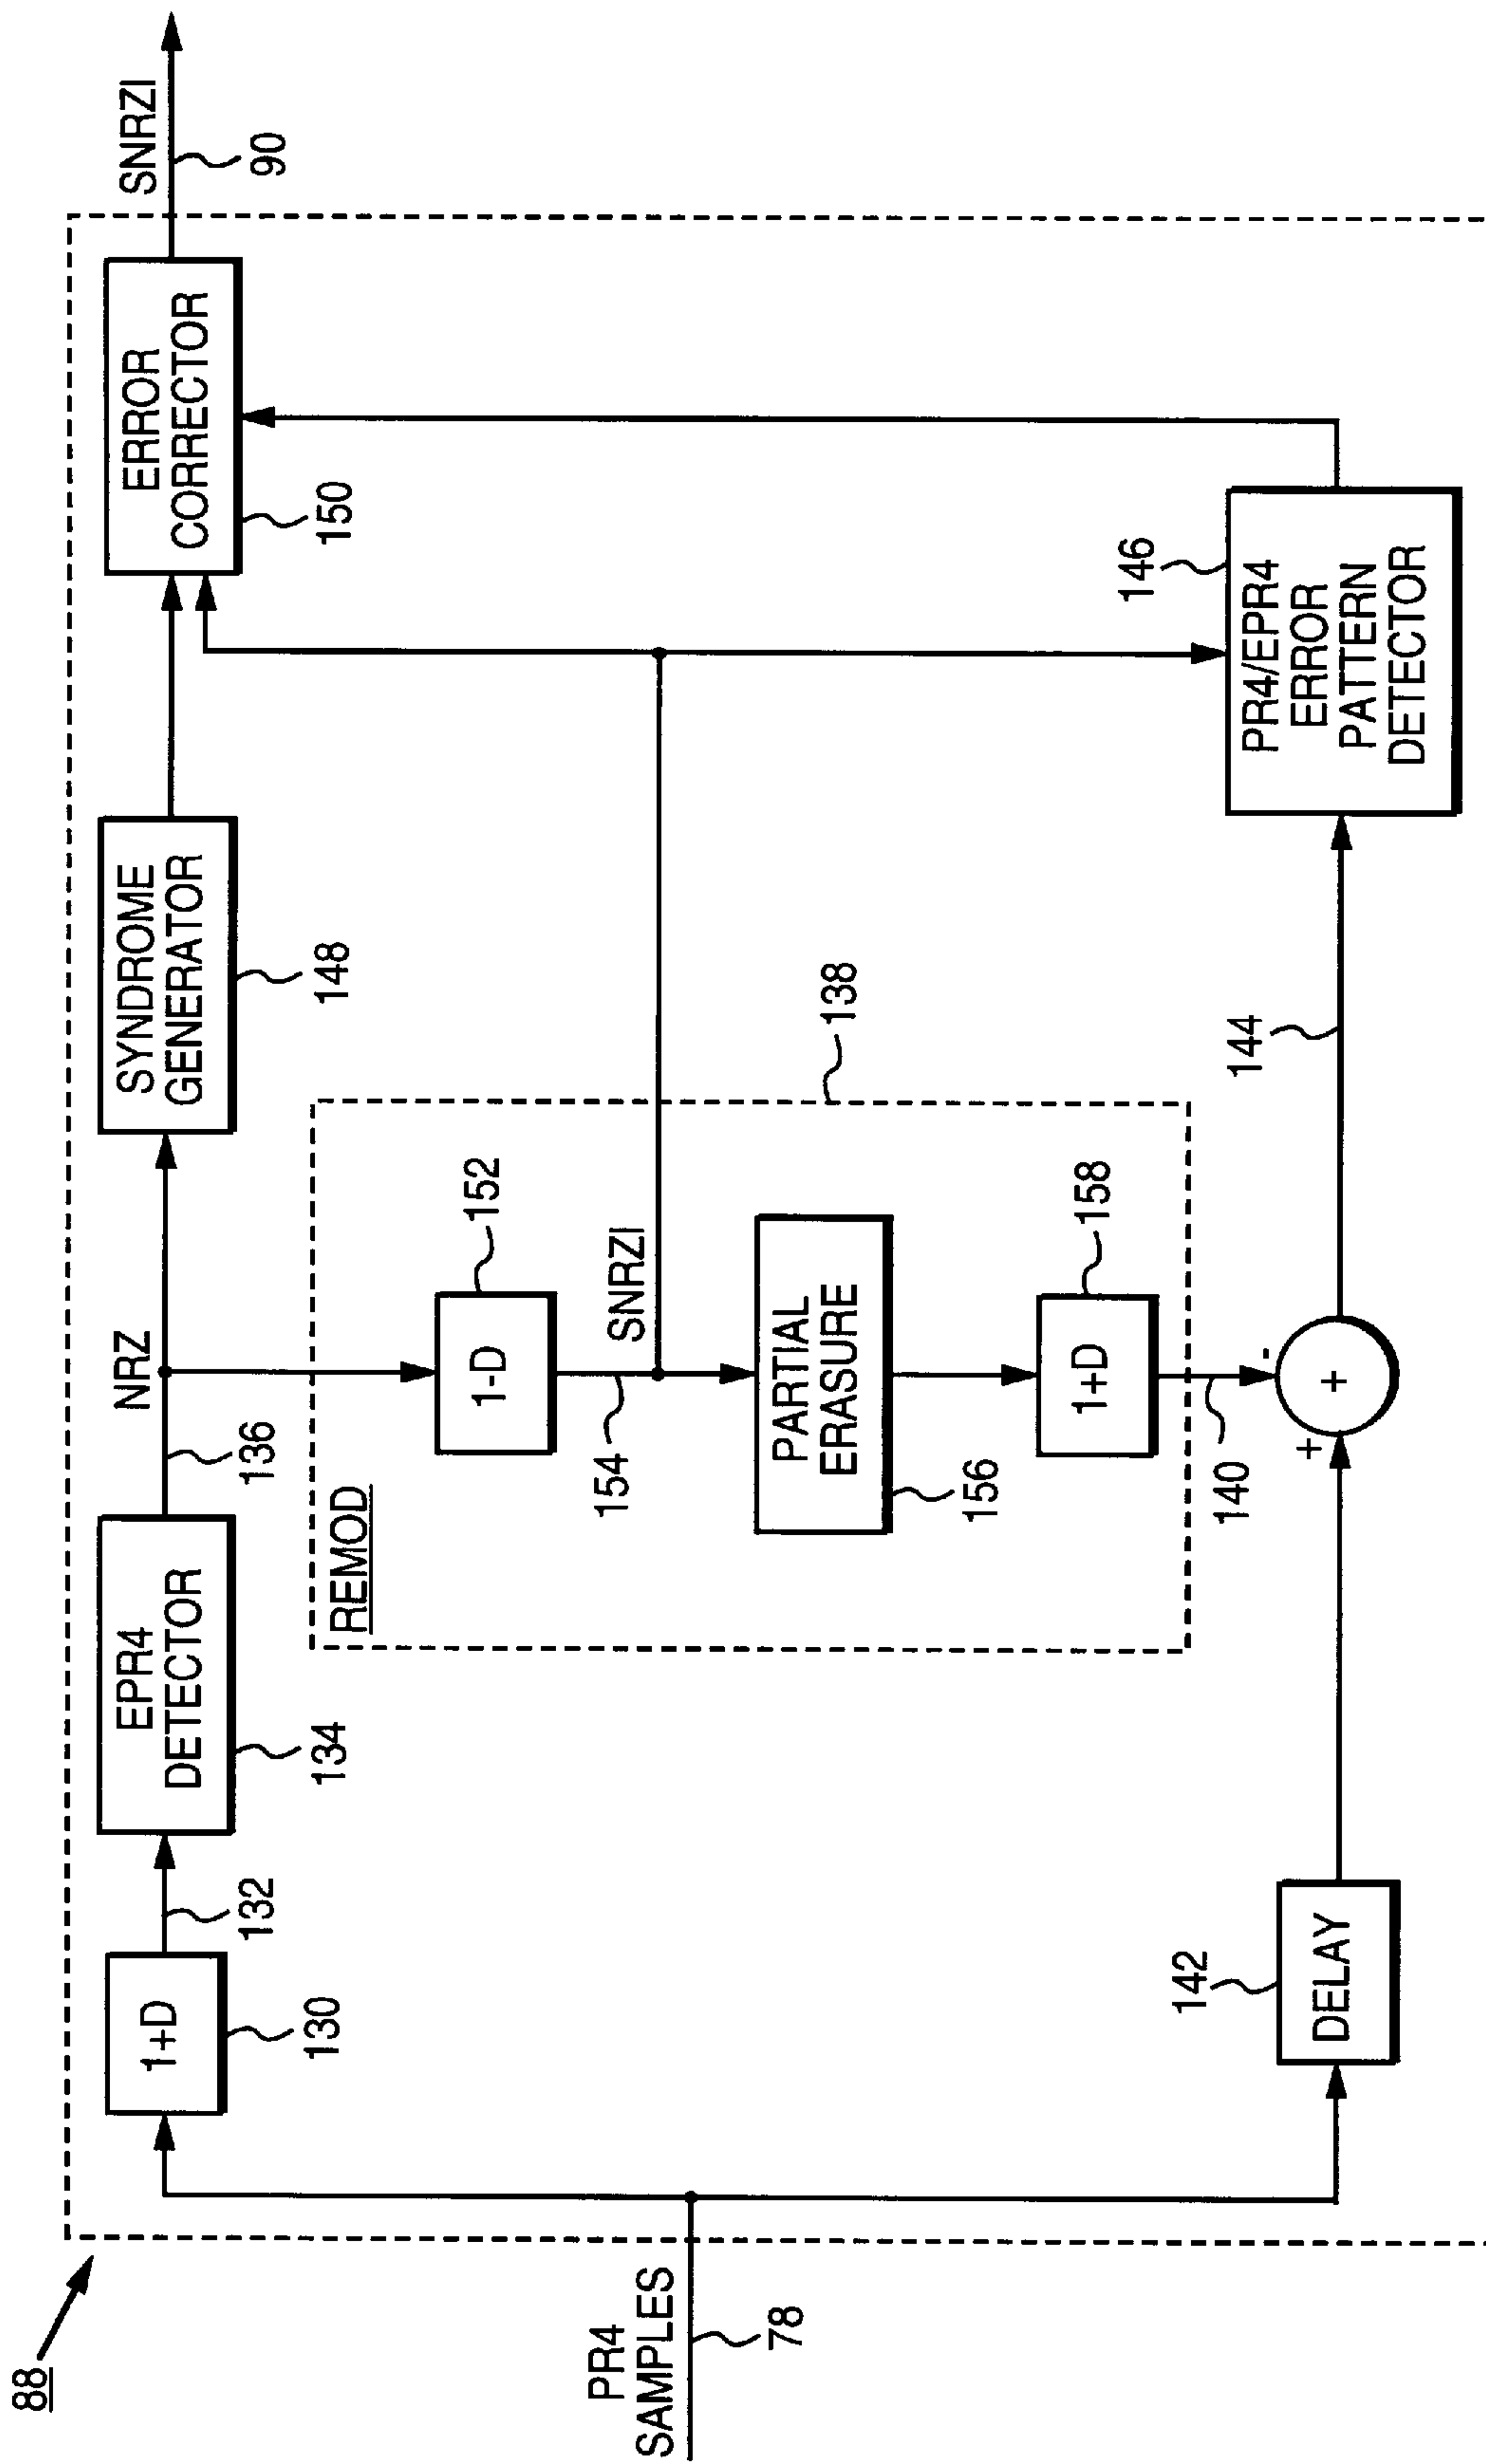 88
PR4
SAMPLES
78
1+D
130
132
EPR4
DETECTOR
134
NRZ
136
SYNDROME
GENERATOR
148
ERROR
CORRECTOR
150
SNRZI
90
REMOD
138
1-D
152
154
SNRZI
PARTIAL
ERASURE
156
1+D
158
140
DELAY
142
+
-
+
144
PR4/EPR4
ERROR
PATTERN
DETECTOR
146